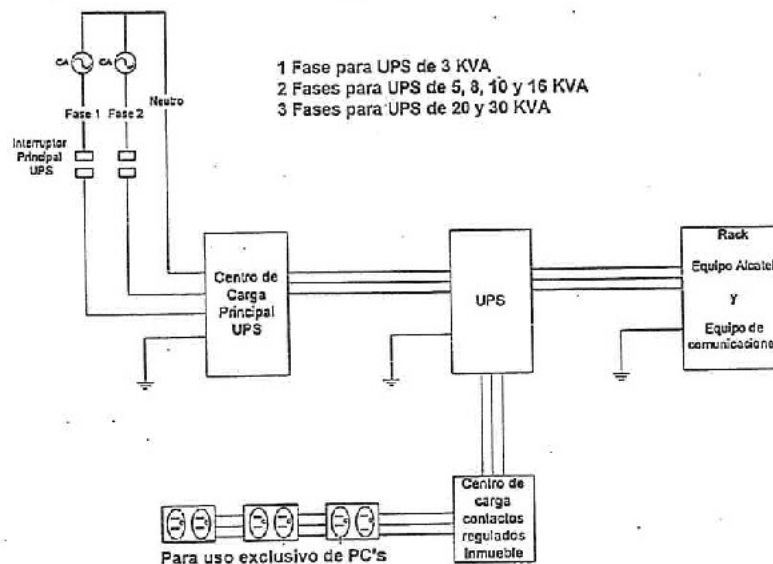 1 Fase para UPS de 3 KVA
2 Fases para UPS de 5, 8, 10 y 16 KVA
3 Fases para UPS de 20 y 30 KVA
CA
CA
Fase 1
Fase 2
Neutro
Interruptor
Principal
UPS
Centro de
Carga
Principal
UPS
UPS
Rack
Equipo Alcatel
Y
Equipo de
comunicacione
Centro de
carga
contactos
regulados
Inmueble
Para uso exclusivo de PC's